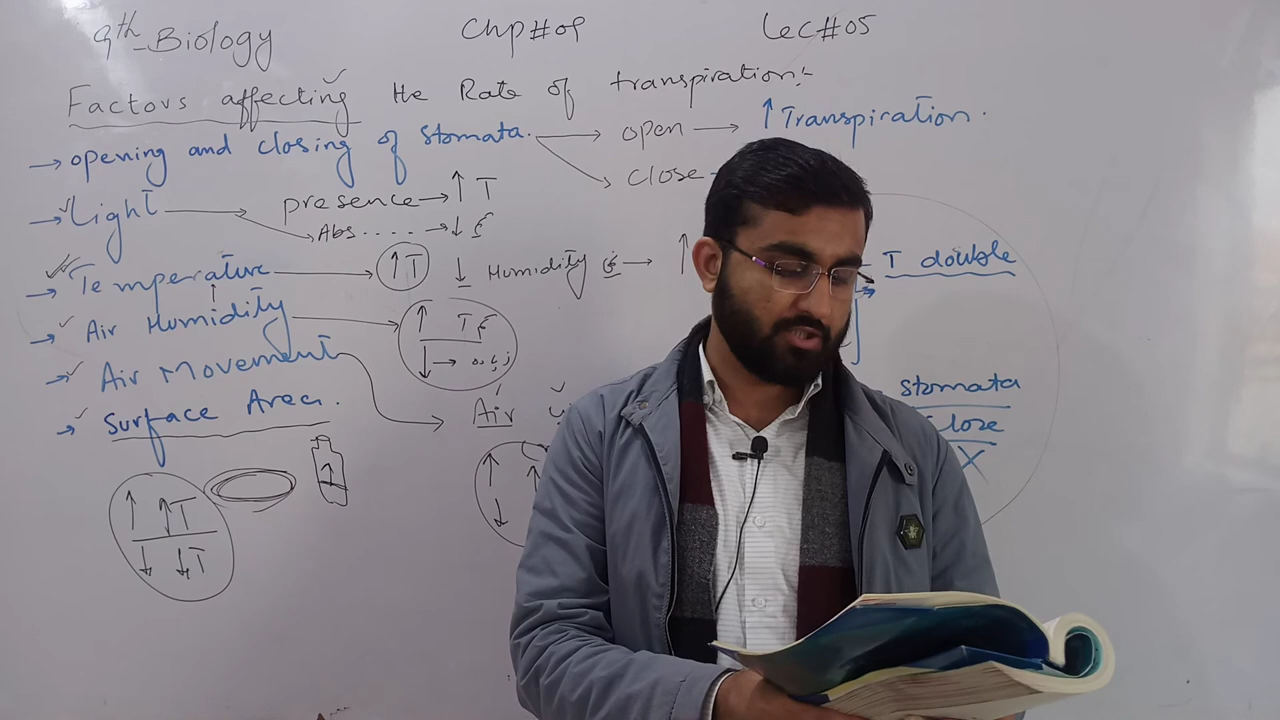 9th Biology Chp#09 Lec#05
Factors affecting the Rate of transpiration:-
→ opening and closing of stomata. → open → ↑ Transpiration.
→ close
→ Light → presence → ↑ T
→ Abs .... → ↓
→ Temperature → ↑T ↓ Humidity → ↑ T double
→ Air Humidity → ↑ T
↓ → زیادہ
→ Air Movement → Air
→ Surface Area.
stomata
close
X
↑ ↑T
↓ ↓T